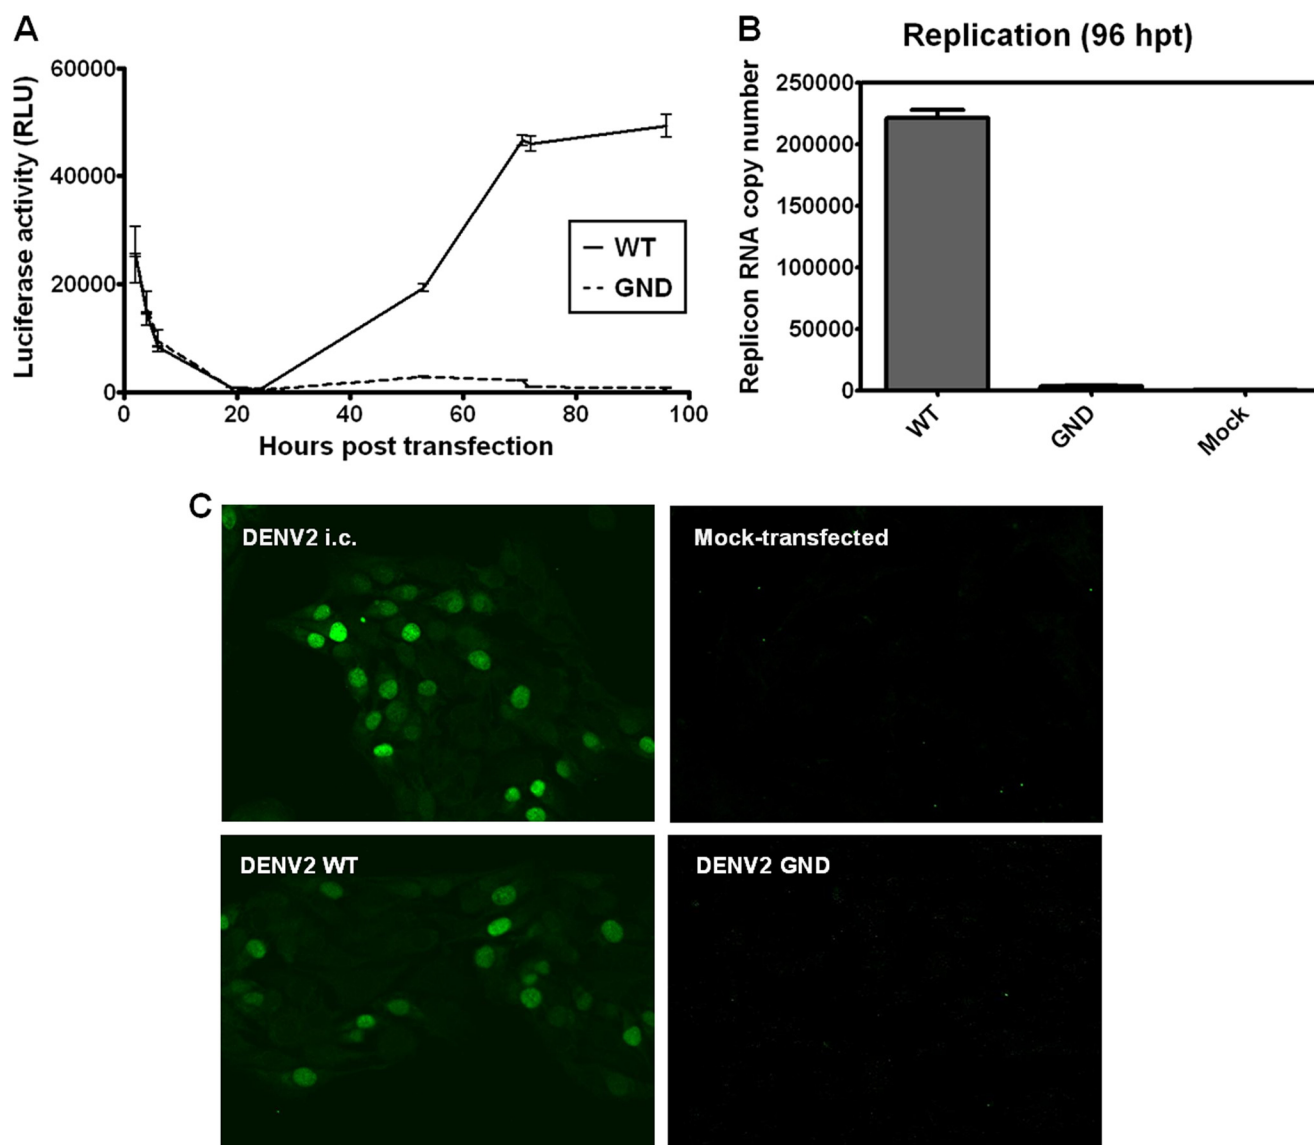 A
Luciferase activity (RLU)
60000
40000
20000
0
0 20 40 60 80 100
Hours post transfection
WT
GND
B
Replication (96 hpt)
Replicon RNA copy number
250000
200000
150000
100000
50000
0
WT GND Mock
C
DENV2 i.c.
Mock-transfected
DENV2 WT
DENV2 GND